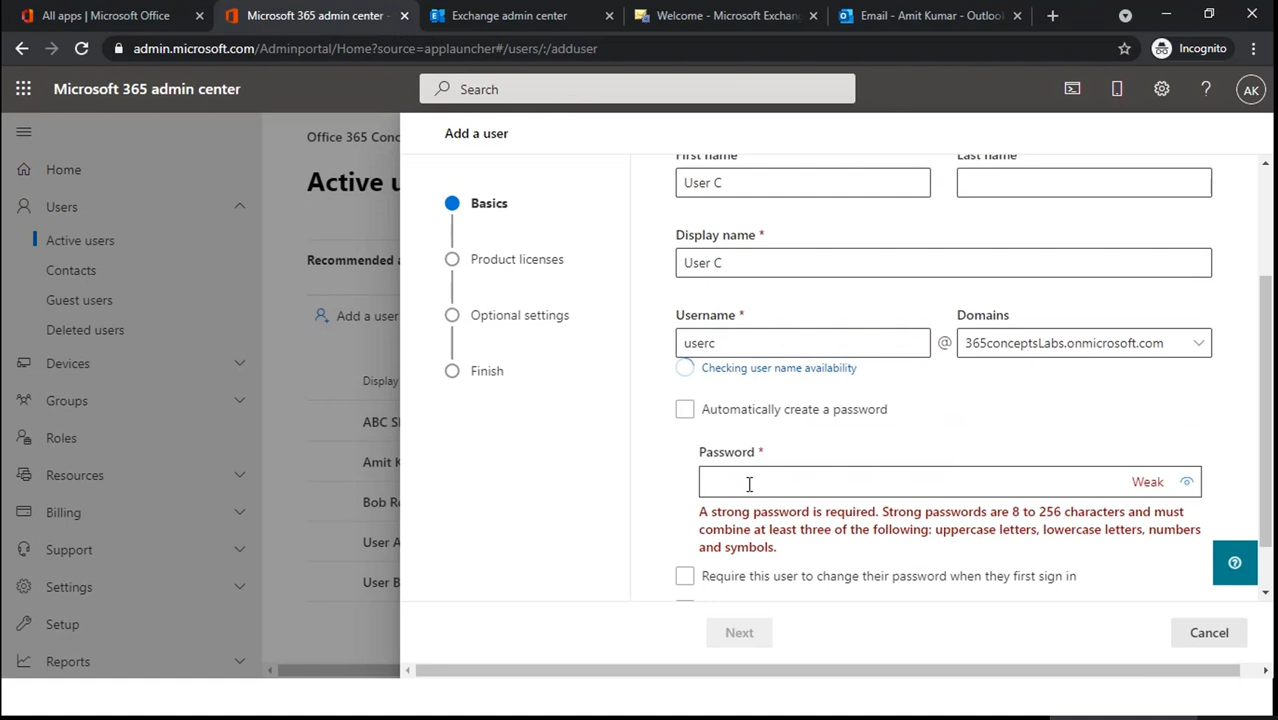 All apps | Microsoft Office
Microsoft 365 admin center -
Exchange admin center
Welcome - Microsoft Exchan
Email - Amit Kumar - Outloo
admin.microsoft.com/Adminportal/Home?source=applauncher#/users/:/adduser
Incognito
Microsoft 365 admin center
Search
AK
Home
Users
Active users
Contacts
Guest users
Deleted users
Devices
Groups
Roles
Resources
Billing
Support
Settings
Setup
Reports
Office 365 Conc
Active u
Recommended a
Add a user
Display
ABC S
Amit K
Bob Ro
User A
User B
Add a user
Basics
Product licenses
Optional settings
Finish
First name
Last name
User C
Display name *
User C
Username *
Domains
userc
@
365conceptsLabs.onmicrosoft.com
Checking user name availability
Automatically create a password
Password *
Weak
A strong password is required. Strong passwords are 8 to 256 characters and must
combine at least three of the following: uppercase letters, lowercase letters, numbers
and symbols.
Require this user to change their password when they first sign in
Next
Cancel